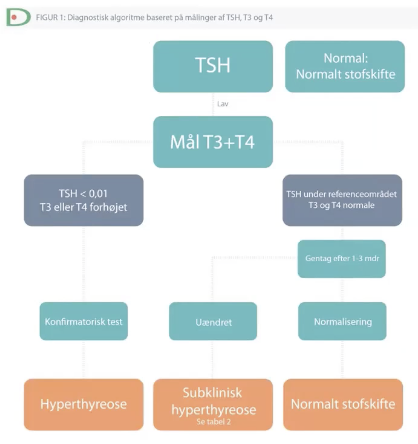 FIGUR 1: Diagnostisk algoritme baseret på målinger af TSH, T3 og T4
TSH
Normal:
Normalt stofskifte
Lav
Mål T3+T4
TSH < 0,01
T3 eller T4 forhøjet
TSH under referenceområdet
T3 og T4 normale
Gentag efter 1-3 mdr
Konfirmatorisk test
Uændret
Normalisering
Hyperthyreose
Subklinisk
hyperthyreose
Se tabel 2
Normalt stofskifte